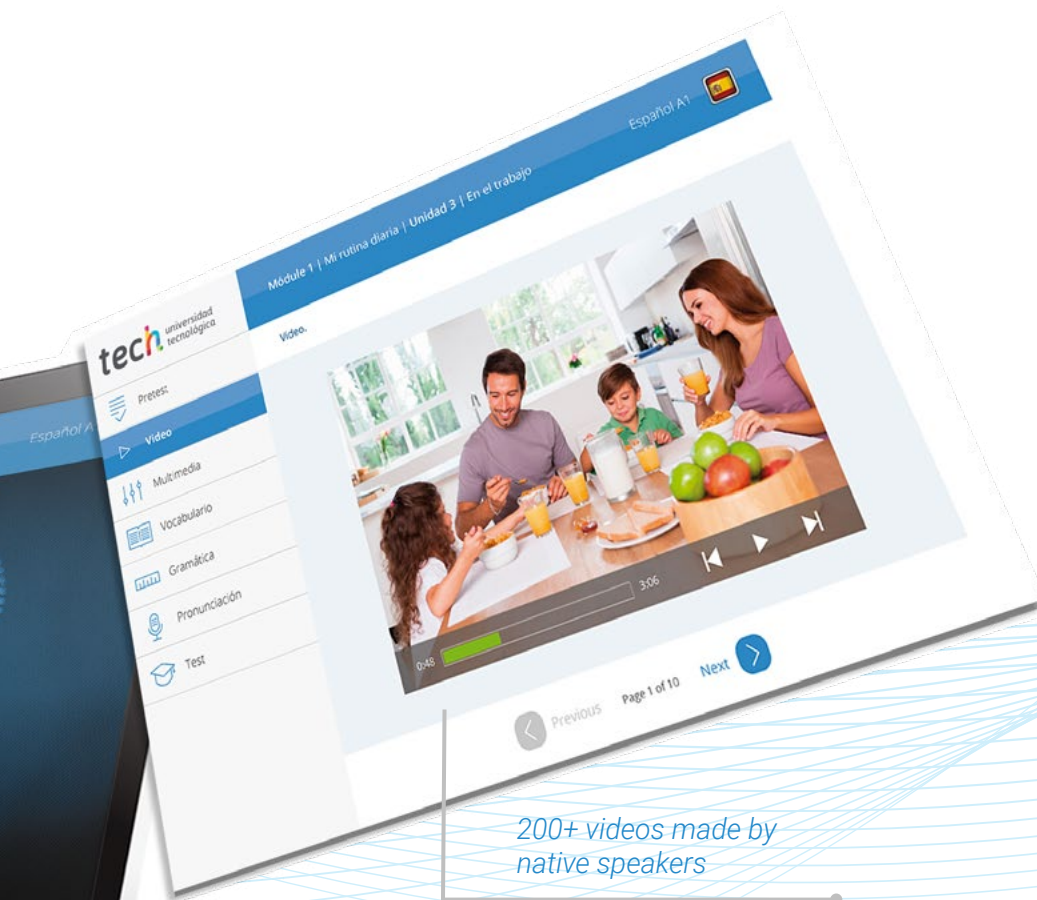 Español A1
Módule 1 | Mi rutina diaria | Unidad 3 | En el trabajo
tech universidad
tecnológica
Video.
Pretest
Video
Multimedia
Vocabulario
Gramática
Pronunciación
Test
0:48
3:06
Previous
Page 1 of 10
Next
Español A
200+ videos made by
native speakers